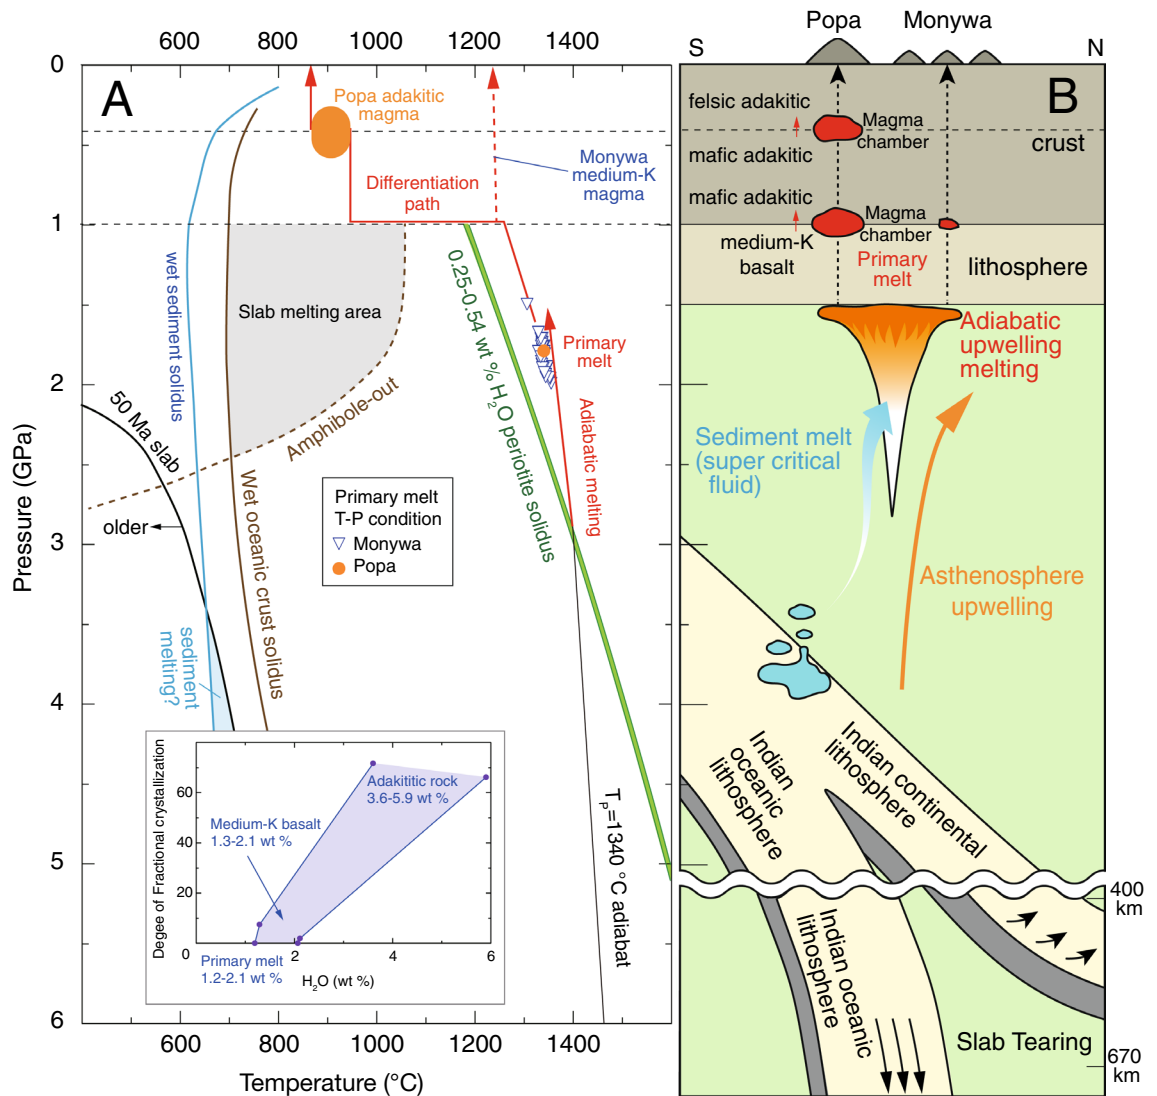 600
800
1000
1200
1400
0
1
2
3
4
5
6
600
800
1000
1200
1400
Temperature (°C)
Pressure (GPa)
A
Popa adakitic
magma
Monywa
medium-K
magma
Differentiation
path
wet sediment solidus
Slab melting area
0.25-0.54 wt % H2O periotite solidus
Primary
melt
50 Ma slab
Amphibole-out
Adiabatic melting
older
Wet oceanic crust solidus
Primary melt
T-P condition
Monywa
Popa
sediment
melting?
TP=1340 °C adiabat
Degree of Fractional crystallization
60
40
20
0
2
4
6
H2O (wt %)
Adakititic rock
3.6-5.9 wt %
Medium-K basalt
1.3-2.1 wt %
Primary melt
1.2-2.1 wt %
Popa
Monywa
S
N
B
felsic adakitic
Magma
chamber
crust
mafic adakitic
mafic adakitic
Magma
chamber
medium-K
basalt
Primary
melt
lithosphere
Adiabatic
upwelling
melting
Sediment melt
(super critical
fluid)
Asthenosphere
upwelling
Indian
oceanic
lithosphere
Indian continental
lithosphere
400
km
Indian oceanic
lithosphere
Slab Tearing
670
km